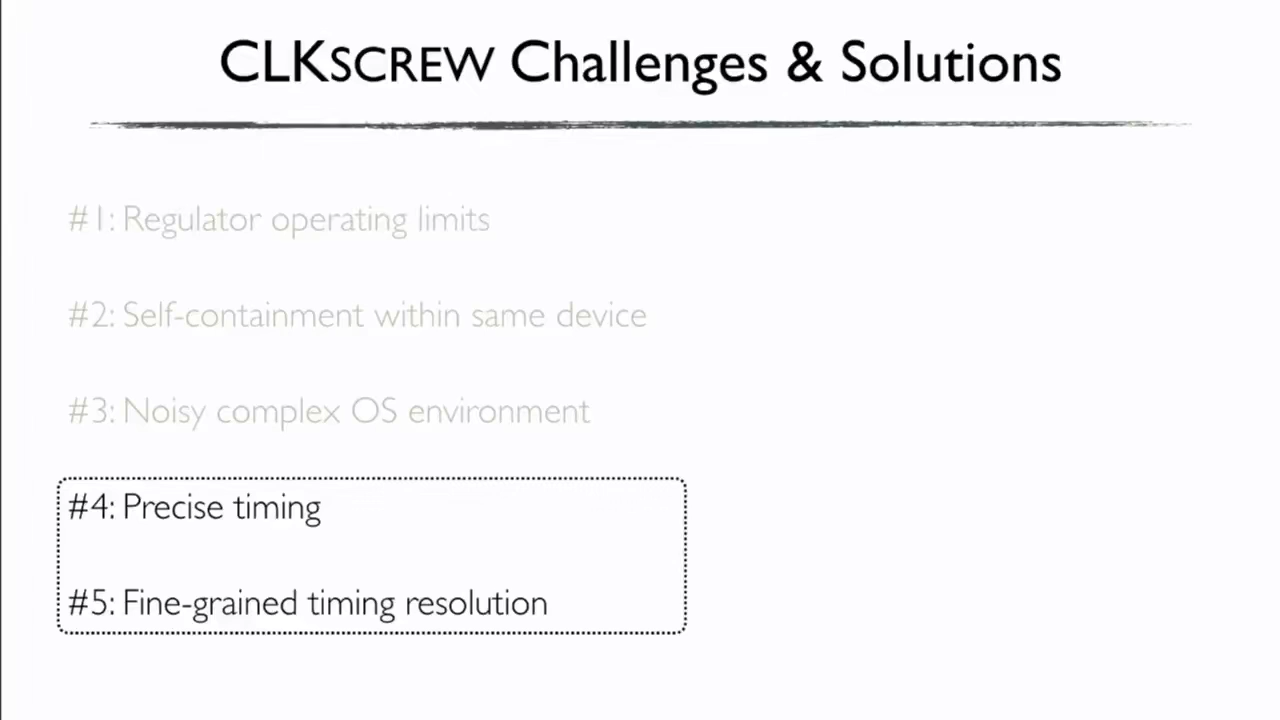 CLKSCREW Challenges & Solutions
#1: Regulator operating limits
#2: Self-containment within same device
#3: Noisy complex OS environment
#4: Precise timing
#5: Fine-grained timing resolution